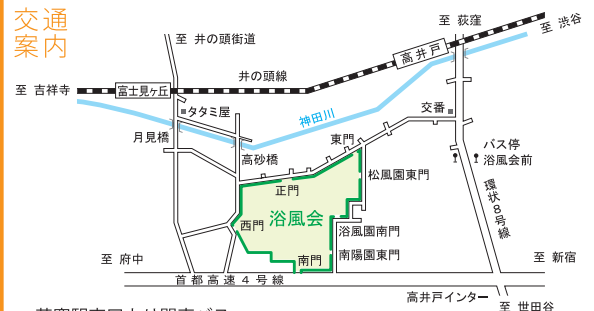 交通
案内
至 荻窪
至 渋谷
至 井の頭街道
高井戸
井の頭線
至 吉祥寺
富士見ヶ丘
タタミ屋
神田川
交番
月見橋
東門
バス停
浴風会前
高砂橋
松風園東門
正門
環状8号線
浴風会
西門
浴風園南門
南陽園東門
至 府中
南門
至 新宿
首都高速4号線
高井戸インター
至 世田谷